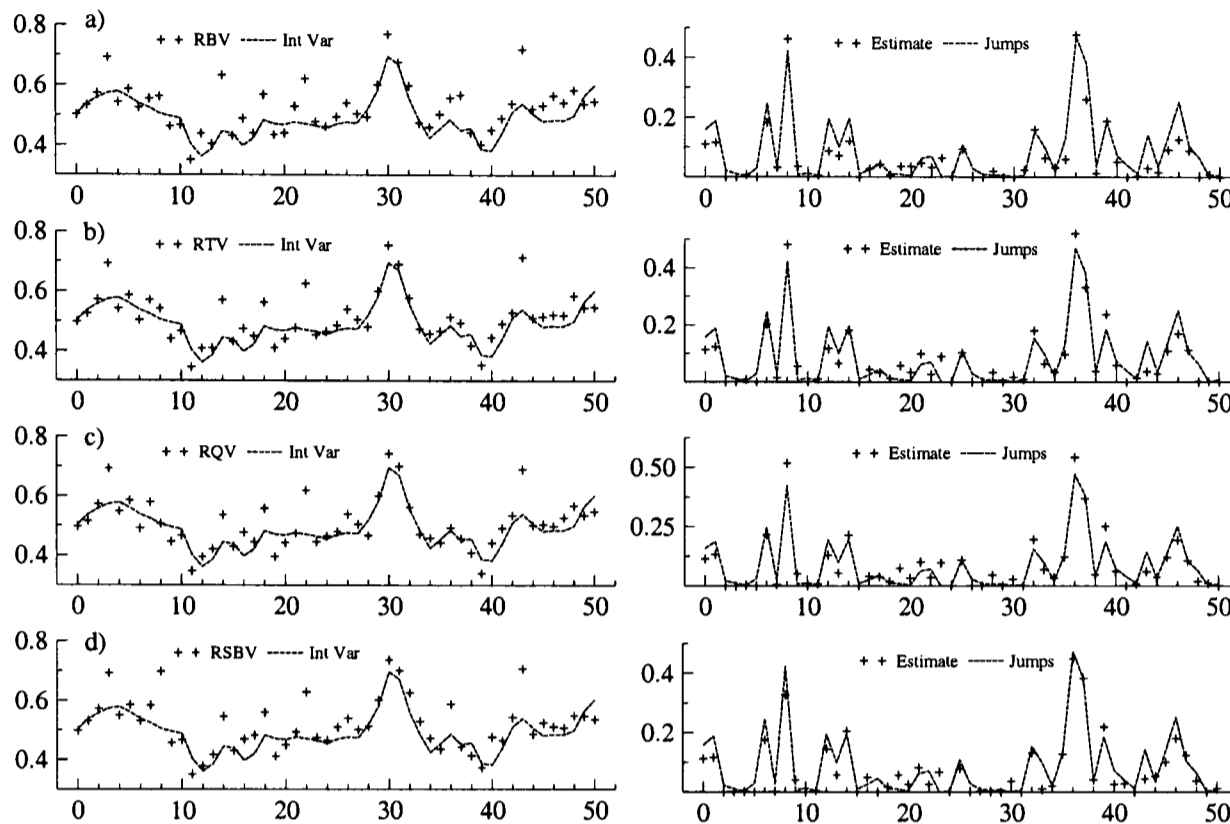 a)
0.8
0.6
0.4
+ + RBV ------ Int Var
0 10 20 30 40 50
0.4
0.2
+ + Estimate ------ Jumps
0 10 20 30 40 50
b)
0.8
0.6
0.4
+ + RTV —— Int Var
0 10 20 30 40 50
0.4
0.2
+ + Estimate —— Jumps
0 10 20 30 40 50
c)
0.8
0.6
0.4
+ + RQV ------ Int Var
0 10 20 30 40 50
0.50
0.25
+ + Estimate —— Jumps
0 10 20 30 40 50
d)
0.8
0.6
0.4
+ + RSBV ------ Int Var
0 10 20 30 40 50
0.4
0.2
+ + Estimate ------ Jumps
0 10 20 30 40 50